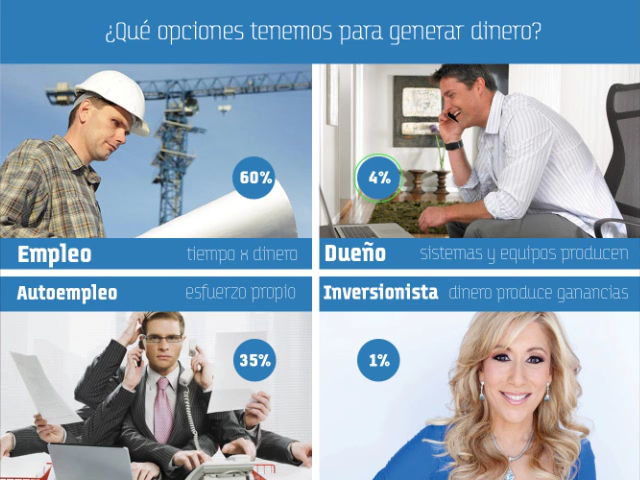 ¿Qué opciones tenemos para generar dinero?
60%
4%
Empleo tiempo x dinero
Dueño sistemas y equipos producen
Autoempleo esfuerzo propio
Inversionista dinero produce ganancias
35%
1%